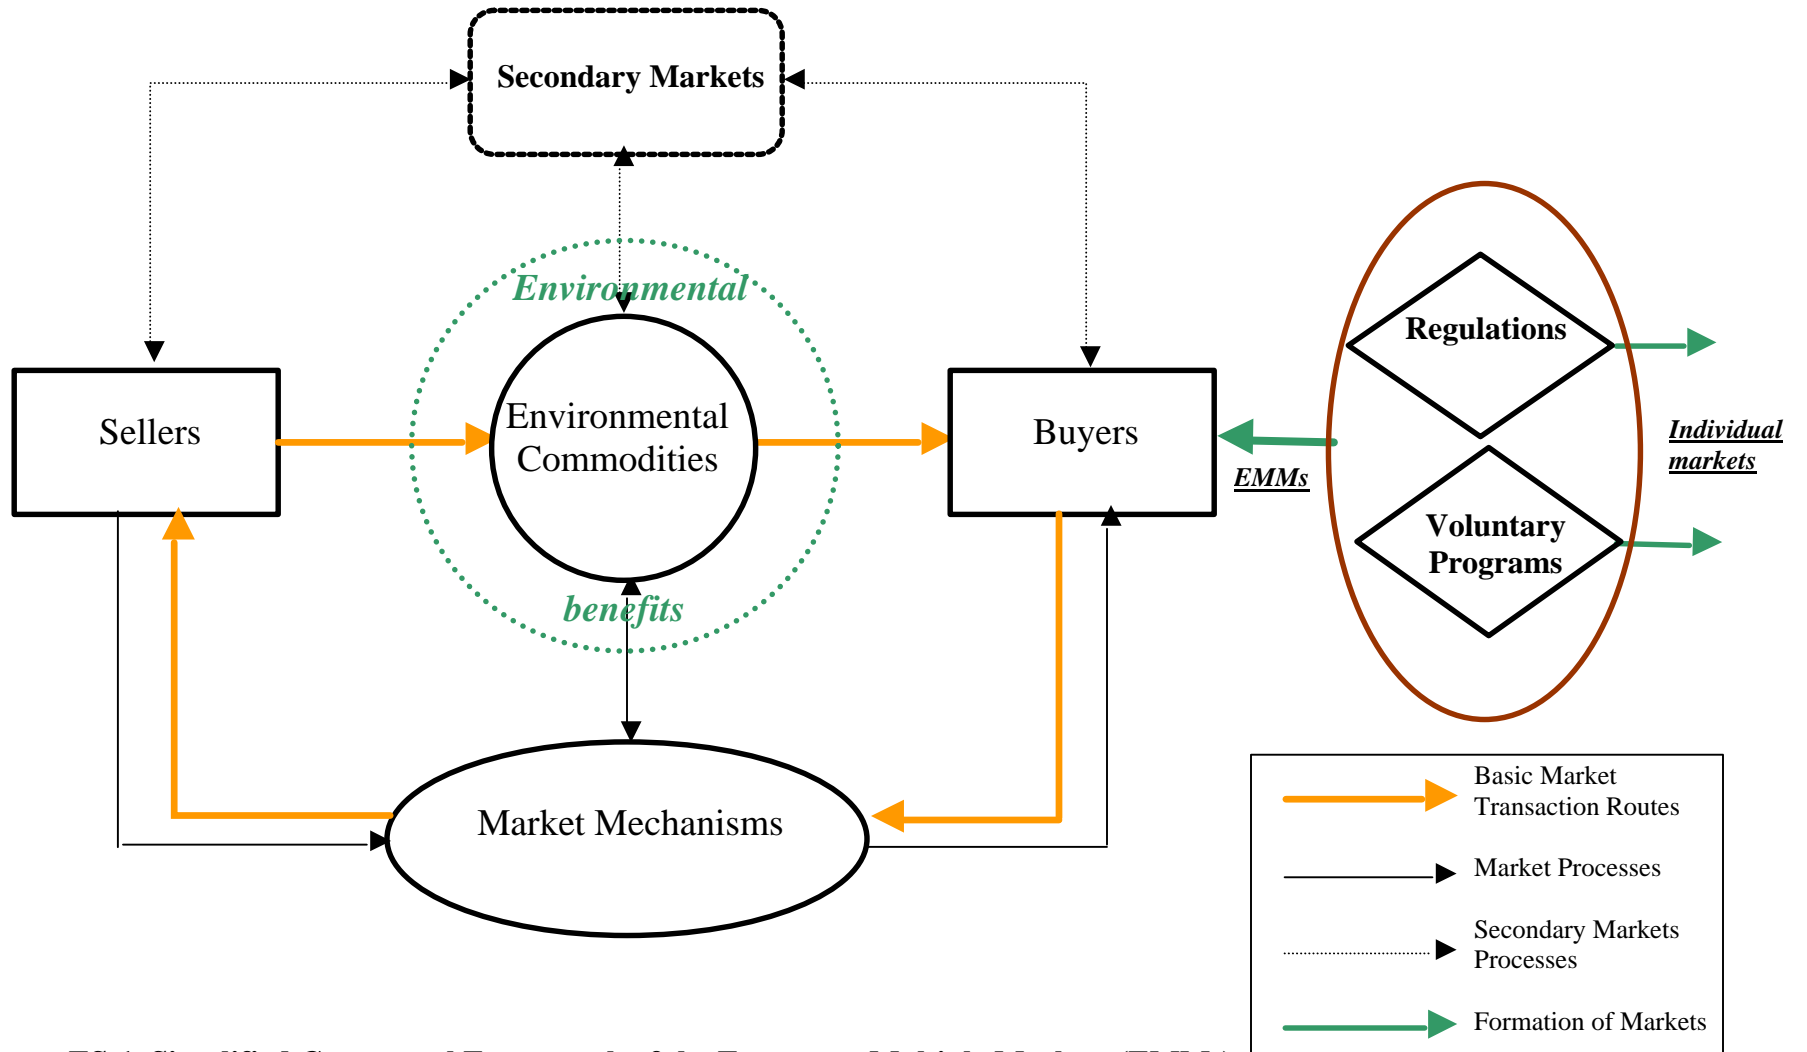 Secondary Markets
Environmental
Regulations
Sellers
Environmental
Commodities
Buyers
EMMs
Individual
markets
Voluntary
Programs
benefits
Market Mechanisms
Basic Market
Transaction Routes
Market Processes
Secondary Markets
Processes
Formation of Markets